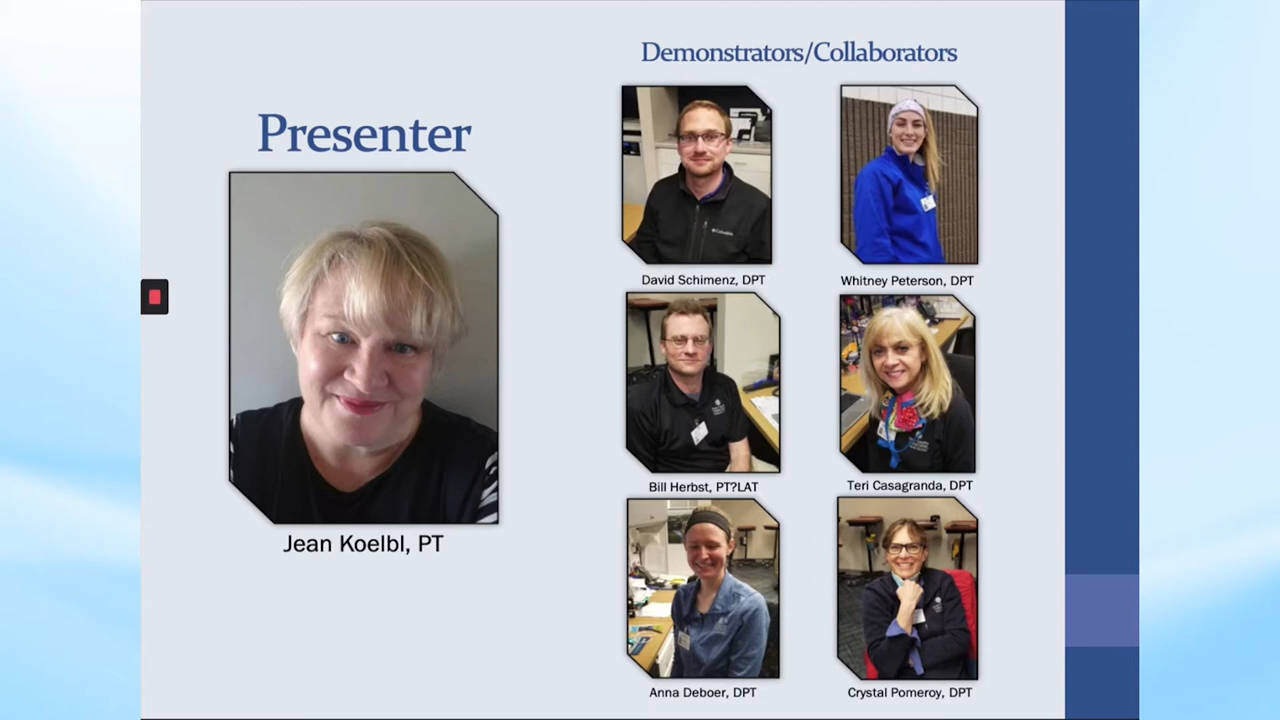 Demonstrators/Collaborators
Presenter
David Schimenz, DPT
Whitney Peterson, DPT
Bill Herbst, PT?LAT
Teri Casagranda, DPT
Jean Koelbl, PT
Anna Deboer, DPT
Crystal Pomeroy, DPT
Columbia